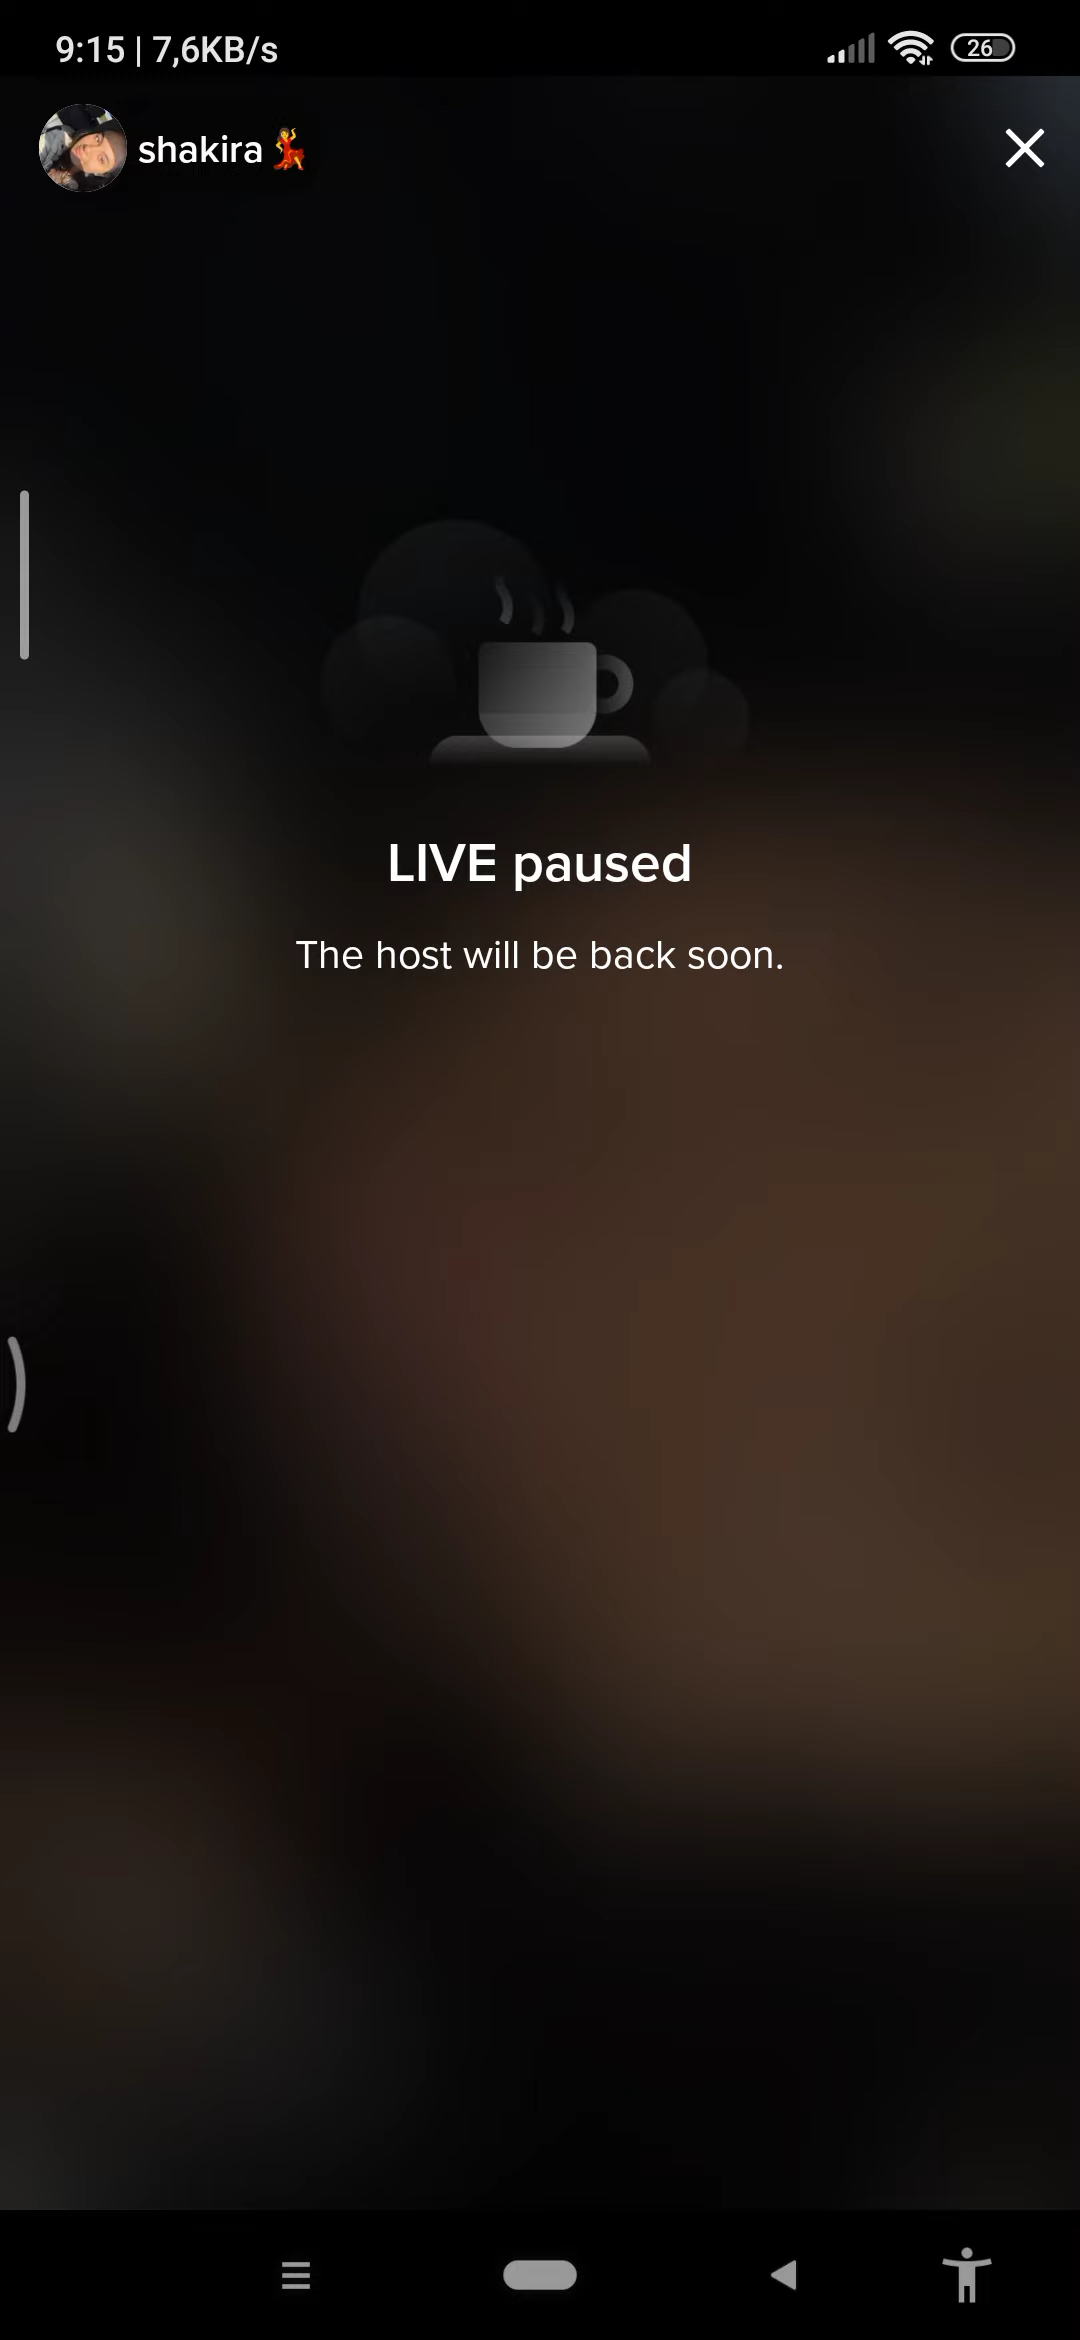 9:15 | 7,6KB/s
26
shakira💃
LIVE paused
The host will be back soon.